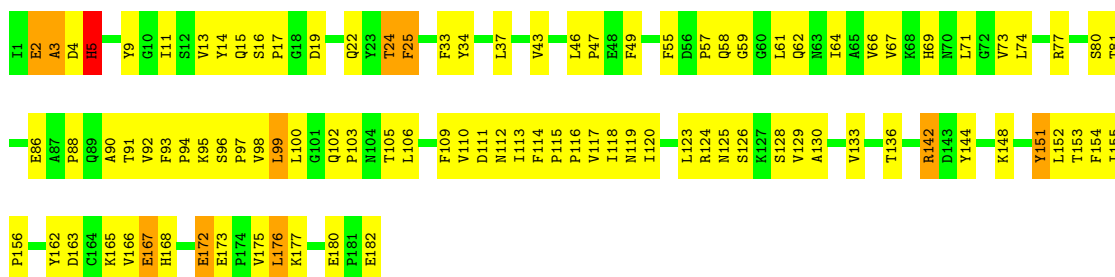 I1 E2 A3 D4 H5 Y9 G10 I11 S12 V13 Y14 Q15 S16 P17 G18 D19 Q22 Y23 T24 F25 F33 Y34 L37 V43 L46 P47 E48 F49 F55 D56 P57 Q58 G59 G60 L61 Q62 N63 I64 A65 V66 V67 K68 H69 N70 L71 G72 V73 L74 R77 S80
E86 A87 P88 Q89 A90 T91 V92 F93 P94 K95 S96 P97 V98 L99 L100 G101 Q102 P103 N104 T105 L106 F109 V110 D111 N112 I113 F114 P115 P116 V117 I118 N119 I120 L123 R124 N125 S126 K127 S128 V129 A130 V133 T136 R142 D143 Y144 K148 Y151 L152 T153 F154
P156 Y162 D163 C164 K165 V166 E167 H168 E172 E173 P174 V175 L176 K177 E180 P181 E182